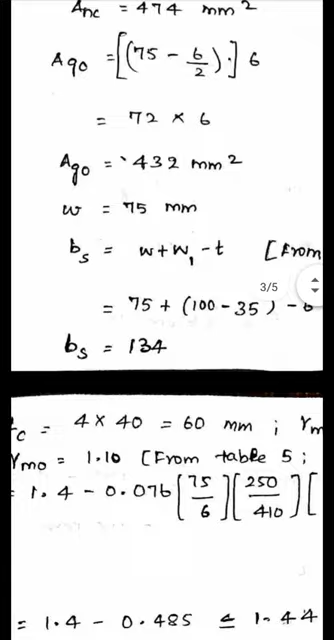 Anc = 474 mm²
Ago = [(75 - 6/2).] 6
= 72 × 6
Ago = 432 mm²
w = 75 mm
bs = w + w1 - t [From
3/5
= 75 + (100 - 35) - 6
bs = 134
Lc = 4 × 40 = 60 mm ; γm
γmo = 1.10 [From table 5 ;
= 1.4 - 0.076 [75/6] [250/410] [
= 1.4 - 0.485 ≤ 1.44